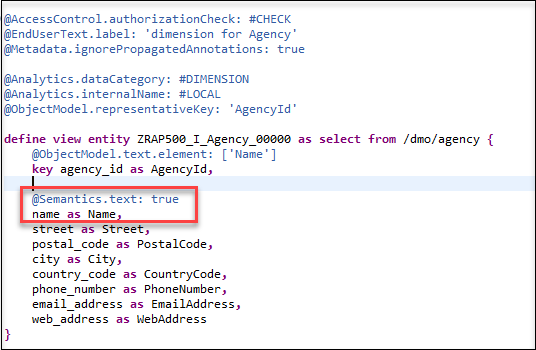 @AccessControl.authorizationCheck: #CHECK
@EndUserText.label: 'dimension for Agency'
@Metadata.ignorePropagatedAnnotations: true
@Analytics.dataCategory: #DIMENSION
@Analytics.internalName: #LOCAL
@ObjectModel.representativeKey: 'AgencyId'
define view entity ZRAP500_I_Agency_00000 as select from /dmo/agency {
@ObjectModel.text.element: ['Name']
key agency_id as AgencyId,
@Semantics.text: true
name as Name,
street as Street,
postal_code as PostalCode,
city as City,
country_code as CountryCode,
phone_number as PhoneNumber,
email_address as EmailAddress,
web_address as WebAddress
}